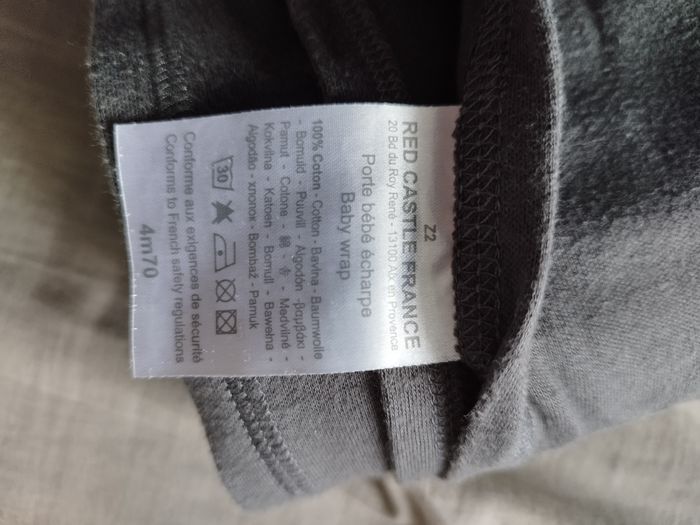 Z2
RED CASTLE FRANCE
20 Bd du Roy René - 13100 Aix en Provence
Porte bébé écharpe
Baby wrap
100% Coton - Cotton - Bavlna - Baumwolle
- Bomuld - Puuvill - Algodón - βαμβάκι -
Pamut - Cotone - 綿 - - Medvilné -
Kokvilna - Katoen - Bomull - Bawełna -
Algodão - хлопок - Bombaž - Pamuk
30
Conforme aux exigences de sécurité
Conforms to French safety regulations
4m70